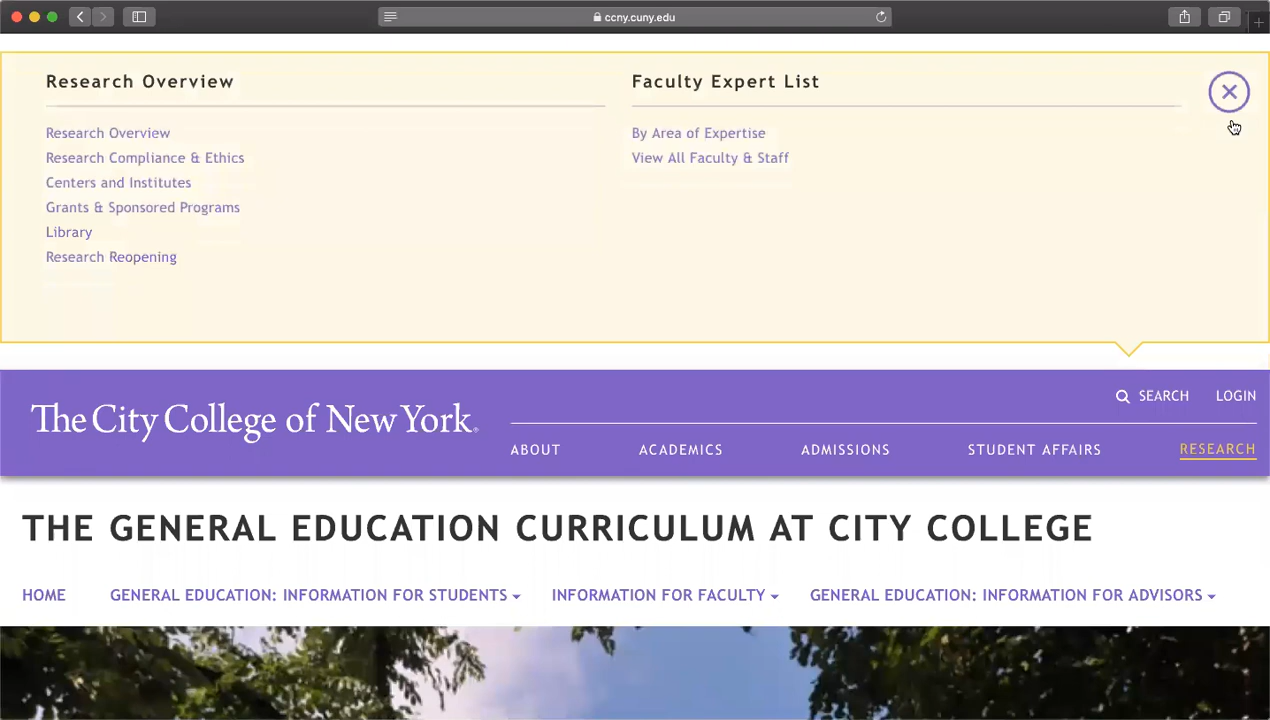 ccny.cuny.edu
Research Overview
Research Overview
Research Compliance & Ethics
Centers and Institutes
Grants & Sponsored Programs
Library
Research Reopening
Faculty Expert List
By Area of Expertise
View All Faculty & Staff
The City College of New York
SEARCH LOGIN
ABOUT ACADEMICS ADMISSIONS STUDENT AFFAIRS RESEARCH
THE GENERAL EDUCATION CURRICULUM AT CITY COLLEGE
HOME GENERAL EDUCATION: INFORMATION FOR STUDENTS INFORMATION FOR FACULTY GENERAL EDUCATION: INFORMATION FOR ADVISORS